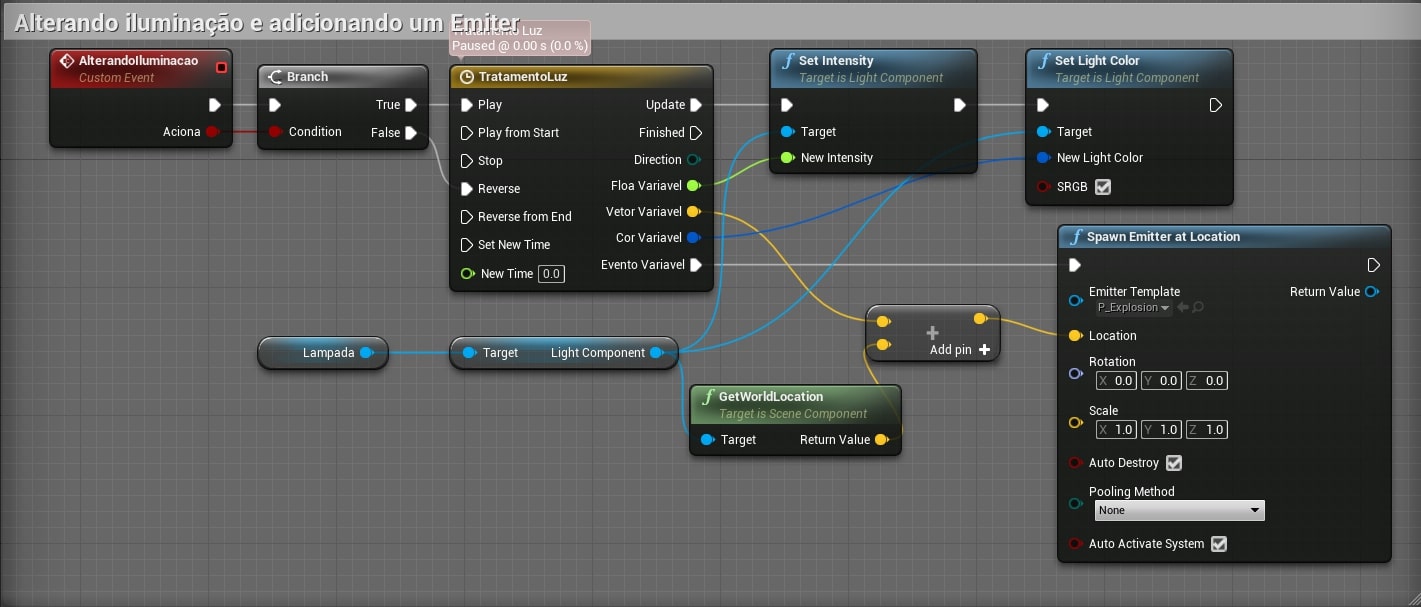 Alterando iluminação e adicionando um Emiter
Tratamento Luz
Paused @ 0.00 s (0.0 %)
AlterandoIluminacao
Custom Event
Aciona
Branch
True
Condition
False
TratamentoLuz
Play
Update
Play from Start
Finished
Stop
Direction
Reverse
Floa Variavel
Reverse from End
Vetor Variavel
Set New Time
Cor Variavel
New Time 0.0
Evento Variavel
Set Intensity
Target is Light Component
Target
New Intensity
Set Light Color
Target is Light Component
Target
New Light Color
SRGB
Lampada
Target
Light Component
GetWorldLocation
Target is Scene Component
Target
Return Value
Add pin
Spawn Emitter at Location
Emitter Template
Return Value
P_Explosion
Location
Rotation
X 0.0 Y 0.0 Z 0.0
Scale
X 1.0 Y 1.0 Z 1.0
Auto Destroy
Pooling Method
None
Auto Activate System